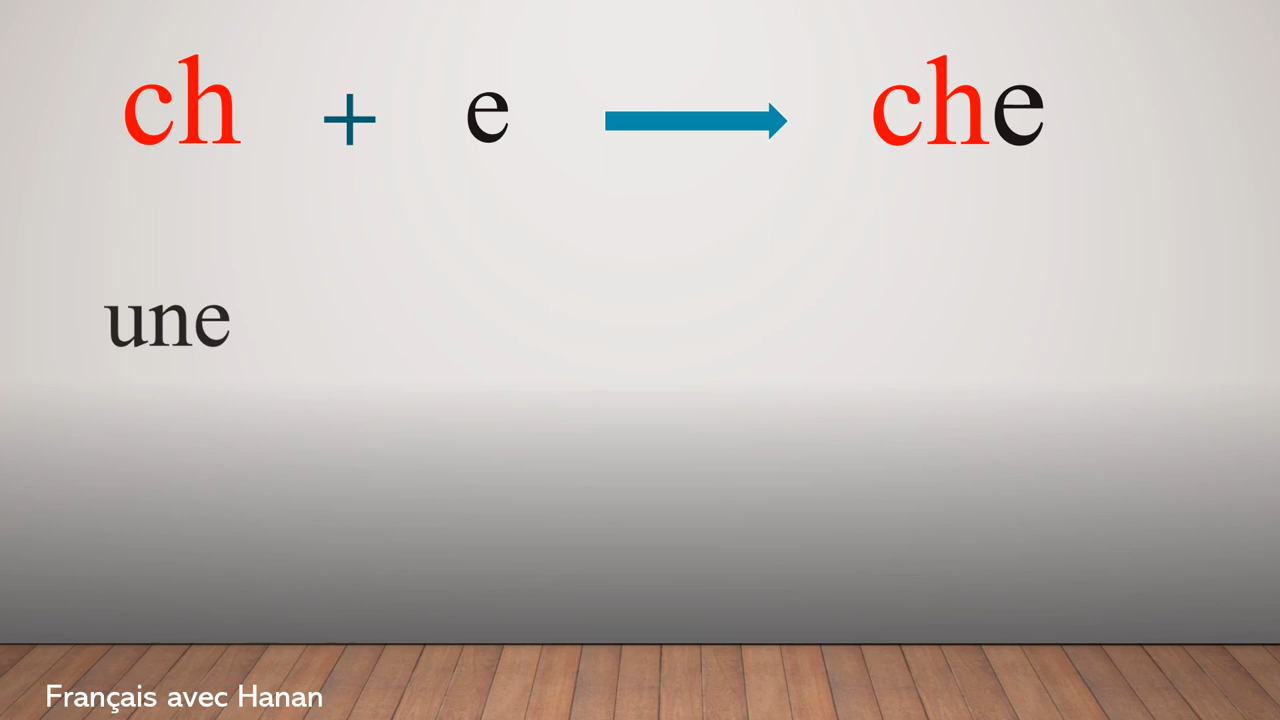 ch + e → che
une
Français avec Hanan